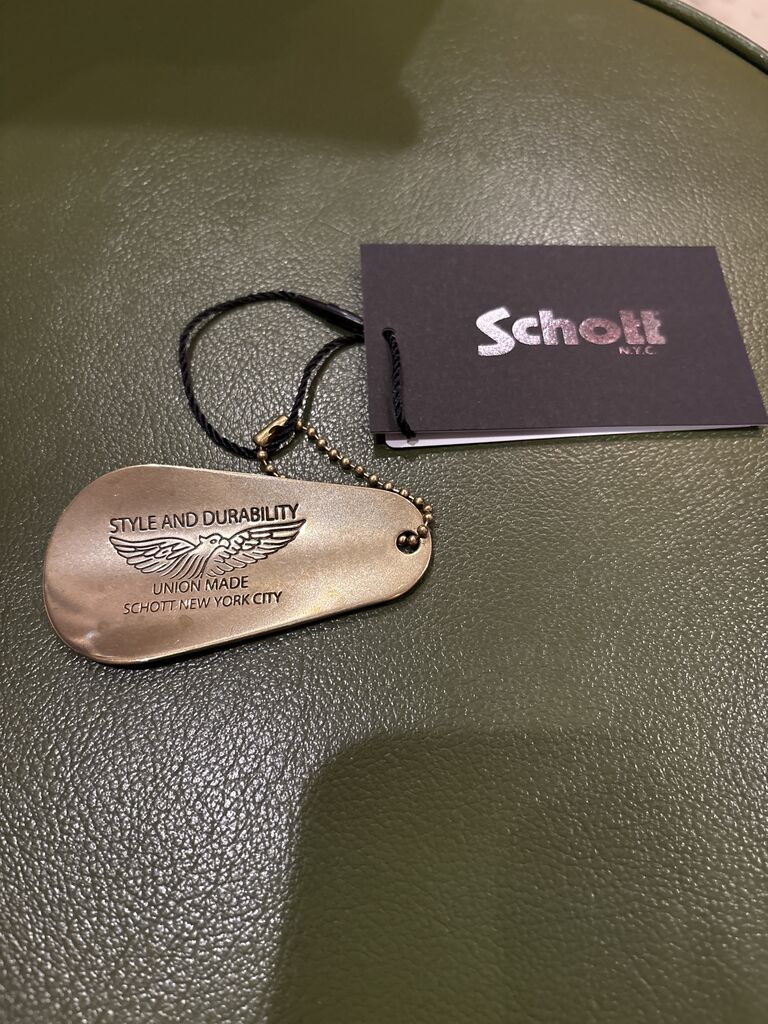 Schott
N.Y.C.
STYLE AND DURABILITY
UNION MADE
SCHOTT NEW YORK CITY